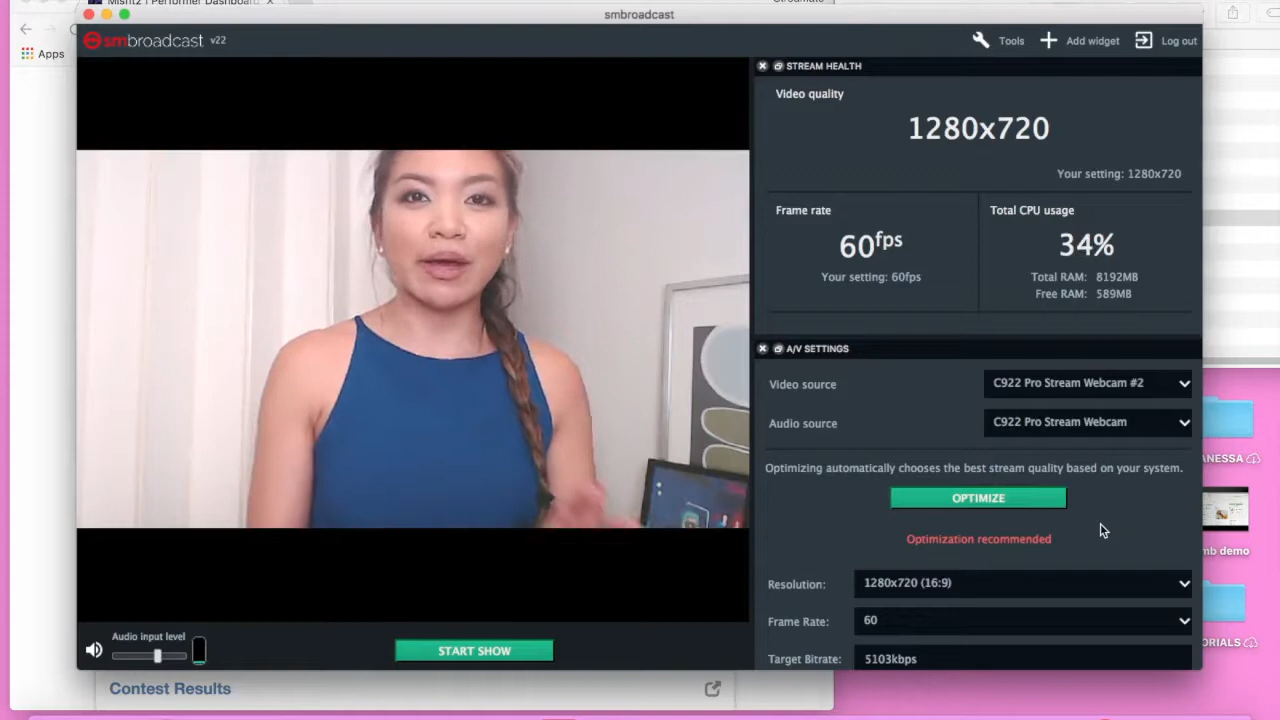 Misfitz | Performer Dashboard
Streamate
smbroadcast
Apps
smbroadcast v22
Tools
Add widget
Log out
STREAM HEALTH
Video quality
1280x720
Your setting: 1280x720
Frame rate
Total CPU usage
60fps
34%
Your setting: 60fps
Total RAM: 8192MB
Free RAM: 589MB
A/V SETTINGS
Video source
C922 Pro Stream Webcam #2
Audio source
C922 Pro Stream Webcam
ANESSA
Optimizing automatically chooses the best stream quality based on your system.
OPTIMIZE
Optimization recommended
mb demo
Resolution:
1280x720 (16:9)
Frame Rate:
60
ORIALS
Audio input level
START SHOW
Target Bitrate:
5103kbps
Contest Results